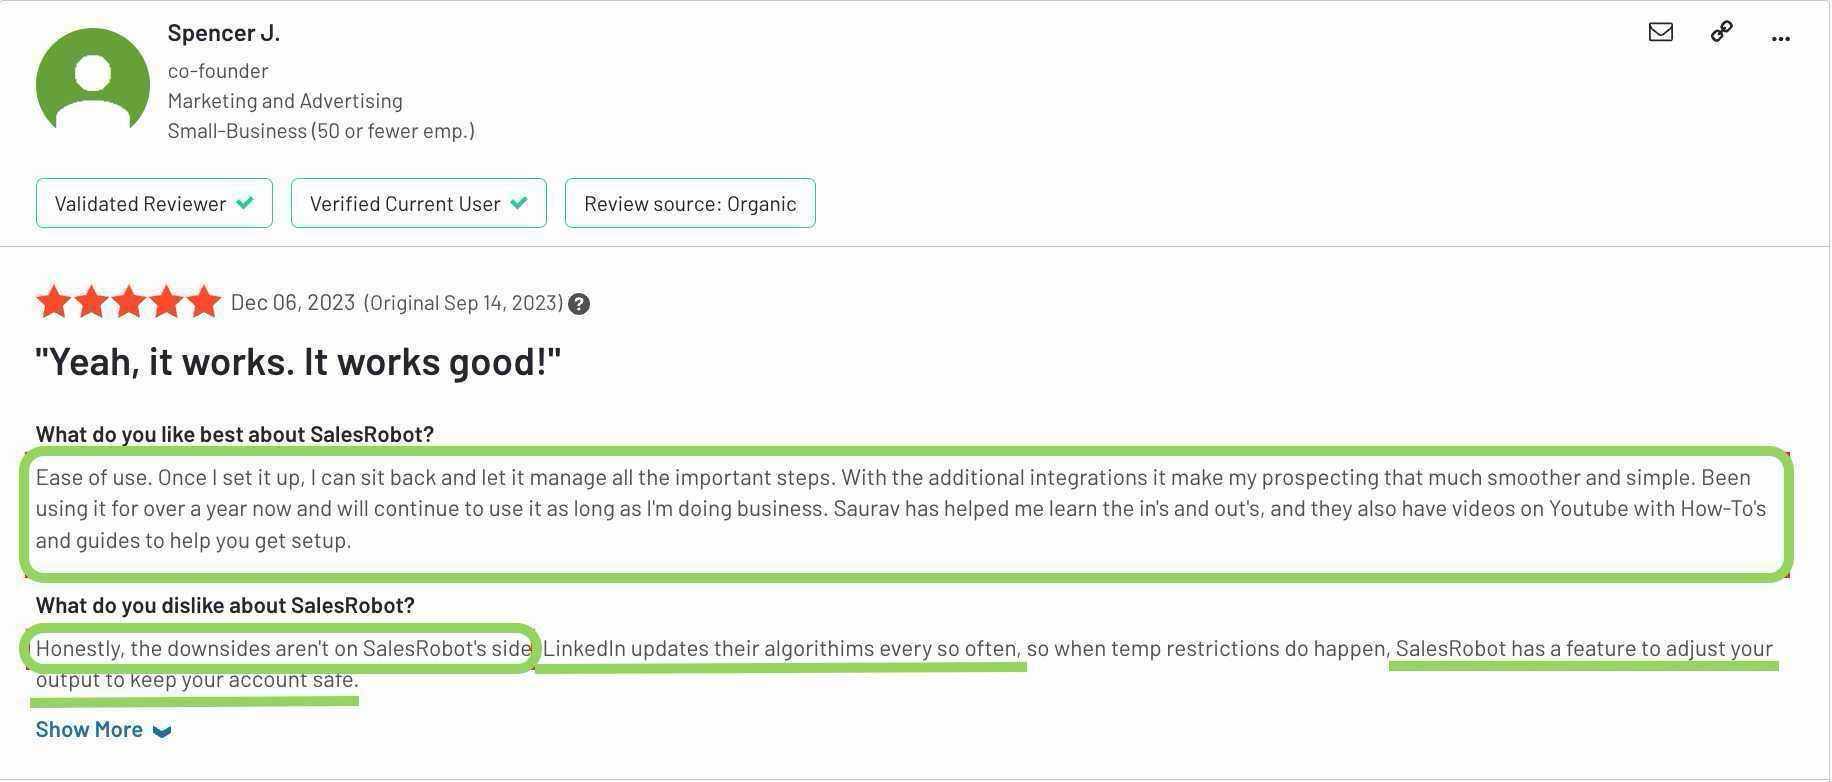 Spencer J.
co-founder
Marketing and Advertising
Small-Business (50 or fewer emp.)
...
Validated Reviewer
Verified Current User
Review source: Organic
Dec 06, 2023 (Original Sep 14, 2023) ?
"Yeah, it works. It works good!"
What do you like best about SalesRobot?
Ease of use. Once I set it up, I can sit back and let it manage all the important steps. With the additional integrations it make my prospecting that much smoother and simple. Been
using it for over a year now and will continue to use it as long as I'm doing business. Saurav has helped me learn the in's and out's, and they also have videos on Youtube with How-To's
and guides to help you get setup.
What do you dislike about SalesRobot?
Honestly, the downsides aren't on SalesRobot's side LinkedIn updates their algorithims every so often, so when temp restrictions do happen, SalesRobot has a feature to adjust your
output to keep your account safe.
Show More